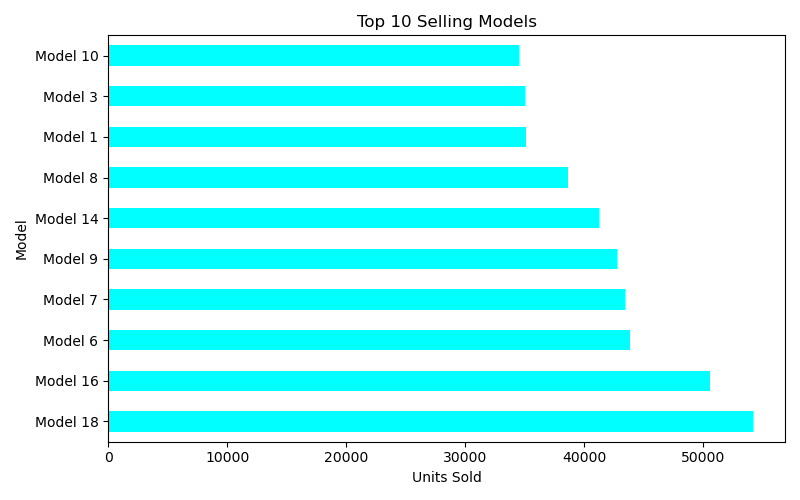 Top 10 Selling Models
Model 10
Model 3
Model 1
Model 8
Model 14
Model 9
Model 7
Model 6
Model 16
Model 18
Model
0 10000 20000 30000 40000 50000
Units Sold